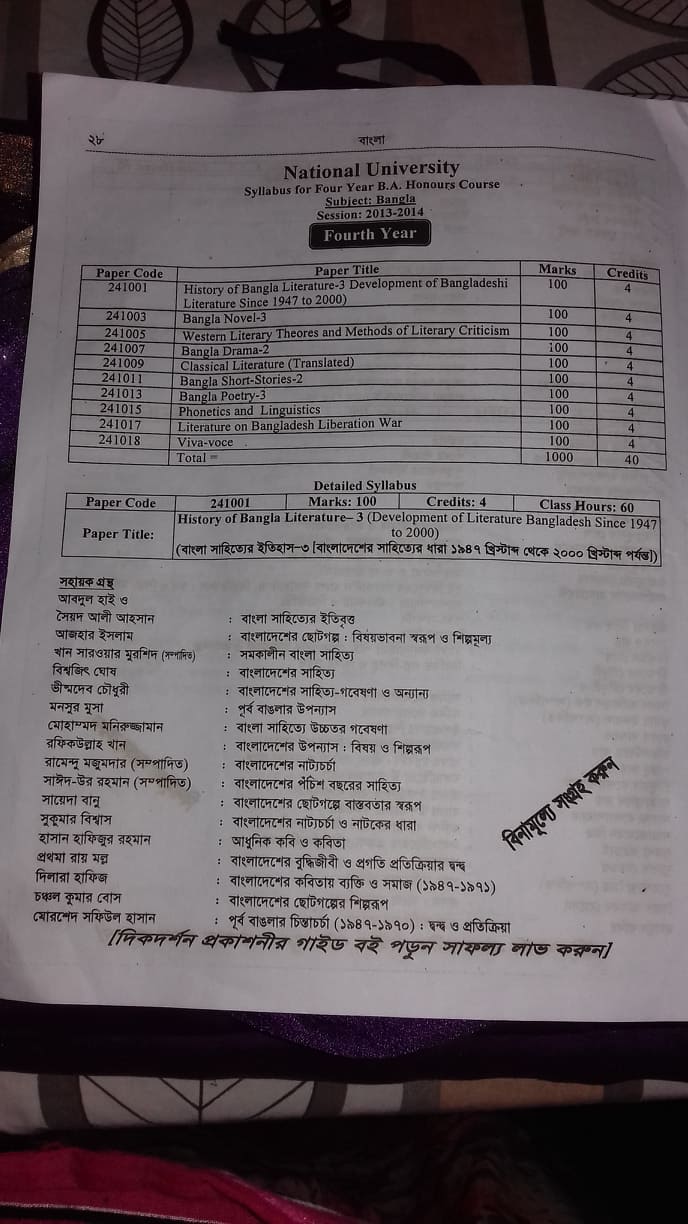 ২৮ বাংলা
National University
Syllabus for Four Year B.A. Honours Course
Subject: Bangla
Session: 2013-2014
Fourth Year
Paper Code Paper Title Marks Credits
241001 History of Bangla Literature-3 Development of Bangladeshi Literature Since 1947 to 2000) 100 4
241003 Bangla Novel-3 100 4
241005 Western Literary Theores and Methods of Literary Criticism 100 4
241007 Bangla Drama-2 100 4
241009 Classical Literature (Translated) 100 4
241011 Bangla Short-Stories-2 100 4
241013 Bangla Poetry-3 100 4
241015 Phonetics and Linguistics 100 4
241017 Literature on Bangladesh Liberation War 100 4
241018 Viva-voce 100 4
Total = 1000 40
Detailed Syllabus
Paper Code 241001 Marks: 100 Credits: 4 Class Hours: 60
Paper Title: History of Bangla Literature– 3 (Development of Literature Bangladesh Since 1947 to 2000)
(বাংলা সাহিত্যের ইতিহাস-৩ [বাংলাদেশের সাহিত্যের ধারা ১৯৪৭ খ্রিস্টাব্দ থেকে ২০০০ খ্রিস্টাব্দ পর্যন্ত])
সহায়ক গ্রন্থ
আবদুল হাই ও
সৈয়দ আলী আহসান : বাংলা সাহিত্যের ইতিবৃত্ত
আজহার ইসলাম : বাংলাদেশের ছোটগল্প : বিষয়ভাবনা স্বরূপ ও শিল্পমূল্য
খান সারওয়ার মুরশিদ (সম্পাদিত) : সমকালীন বাংলা সাহিত্য
বিশ্বজিৎ ঘোষ : বাংলাদেশের সাহিত্য
ভীষ্মদেব চৌধুরী : বাংলাদেশের সাহিত্য-গবেষণা ও অন্যান্য
মনসুর মুসা : পূর্ব বাঙলার উপন্যাস
মোহাম্মদ মনিরুজ্জামান : বাংলা সাহিত্যে উচ্চতর গবেষণা
রফিকউল্লাহ খান : বাংলাদেশের উপন্যাস : বিষয় ও শিল্পরূপ
রামেন্দু মজুমদার (সম্পাদিত) : বাংলাদেশের নাট্যচর্চা
সাঈদ-উর রহমান (সম্পাদিত) : বাংলাদেশের পঁচিশ বছরের সাহিত্য
সায়েদা বানু : বাংলাদেশের ছোটগল্পে বাস্তবতার স্বরূপ
সুকুমার বিশ্বাস : বাংলাদেশের নাট্যচর্চা ও নাটকের ধারা
হাসান হাফিজুর রহমান : আধুনিক কবি ও কবিতা
প্রথমা রায় মন্ডল : বাংলাদেশের বুদ্ধিজীবী ও প্রগতি প্রতিক্রিয়ার দ্বন্দ্ব
দিলারা হাফিজ : বাংলাদেশের কবিতায় ব্যক্তি ও সমাজ (১৯৪৭-১৯৭১)
চঞ্চল কুমার বোস : বাংলাদেশের ছোটগল্পের শিল্পরূপ
মোরশেদ সফিউল হাসান : পূর্ব বাঙলার চিন্তাচর্চা (১৯৪৭-১৯৭০) : দ্বন্দ্ব ও প্রতিক্রিয়া
বিনামূল্যে সংগ্রহ করুন
[দিকদর্শন প্রকাশনীর গাইড বই পড়ুন সাফল্য লাভ করুন]